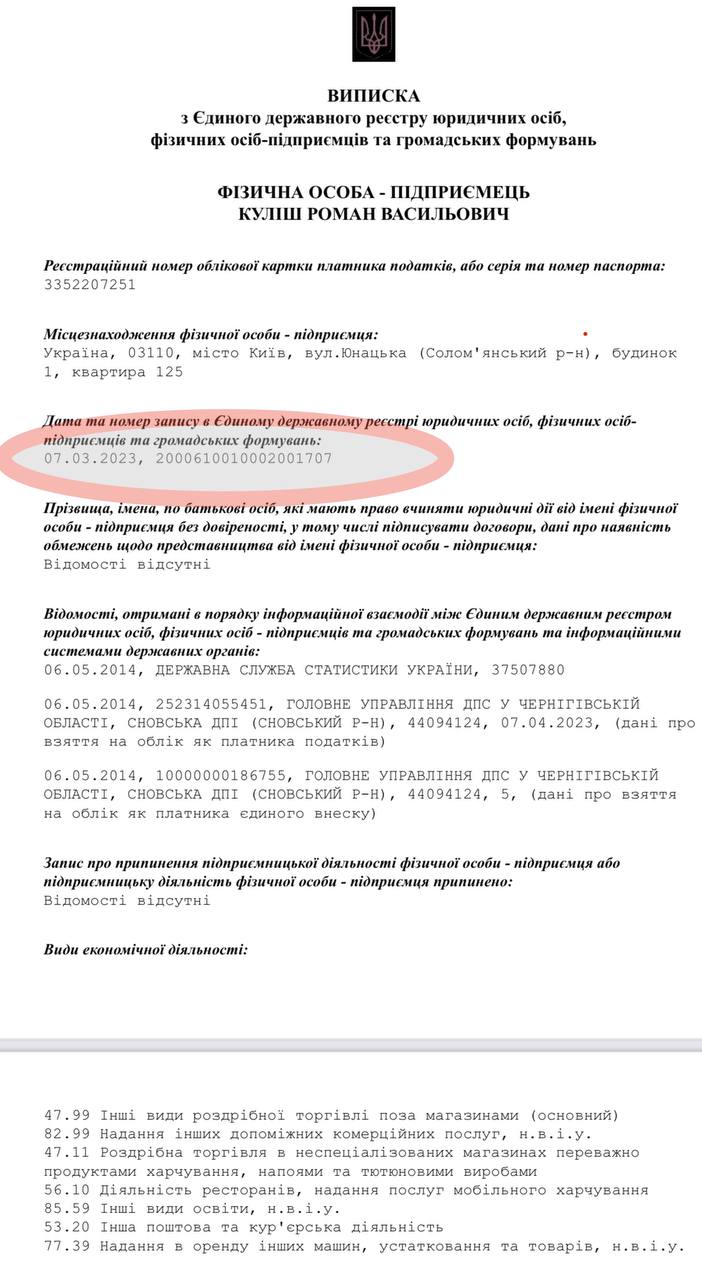 ВИПИСКА
з Єдиного державного реєстру юридичних осіб,
фізичних осіб-підприємців та громадських формувань
ФІЗИЧНА ОСОБА - ПІДПРИЄМЕЦЬ
КУЛІШ РОМАН ВАСИЛЬОВИЧ
Реєстраційний номер облікової картки платника податків, або серія та номер паспорта:
3352207251
Місцезнаходження фізичної особи - підприємця:
Україна, 03110, місто Київ, вул.Юнацька (Солом'янський р-н), будинок
1, квартира 125
Дата та номер запису в Єдиному державному реєстрі юридичних осіб, фізичних осіб-
підприємців та громадських формувань:
07.03.2023, 2000610010002001707
Прізвища, імена, по батькові осіб, які мають право вчиняти юридичні дії від імені фізичної
особи - підприємця без довіреності, у тому числі підписувати договори, дані про наявність
обмежень щодо представництва від імені фізичної особи - підприємця:
Відомості відсутні
Відомості, отримані в порядку інформаційної взаємодії між Єдиним державним реєстром
юридичних осіб, фізичних осіб - підприємців та громадських формувань та інформаційними
системами державних органів:
06.05.2014, ДЕРЖАВНА СЛУЖБА СТАТИСТИКИ УКРАЇНИ, 37507880
06.05.2014, 252314055451, ГОЛОВНЕ УПРАВЛІННЯ ДПС У ЧЕРНІГІВСЬКІЙ
ОБЛАСТІ, СНОВСЬКА ДПІ (СНОВСЬКИЙ Р-Н), 44094124, 07.04.2023, (дані про
взяття на облік як платника податків)
06.05.2014, 10000000186755, ГОЛОВНЕ УПРАВЛІННЯ ДПС У ЧЕРНІГІВСЬКІЙ
ОБЛАСТІ, СНОВСЬКА ДПІ (СНОВСЬКИЙ Р-Н), 44094124, 5, (дані про взяття
на облік як платника єдиного внеску)
Запис про припинення підприємницької діяльності фізичної особи - підприємця або
підприємницьку діяльність фізичної особи - підприємця припинено:
Відомості відсутні
Види економічної діяльності:
47.99 Інші види роздрібної торгівлі поза магазинами (основний)
82.99 Надання інших допоміжних комерційних послуг, н.в.і.у.
47.11 Роздрібна торгівля в неспеціалізованих магазинах переважно
продуктами харчування, напоями та тютюновими виробами
56.10 Діяльність ресторанів, надання послуг мобільного харчування
85.59 Інші види освіти, н.в.і.у.
53.20 Інша поштова та кур'єрська діяльність
77.39 Надання в оренду інших машин, устатковання та товарів, н.в.і.у.